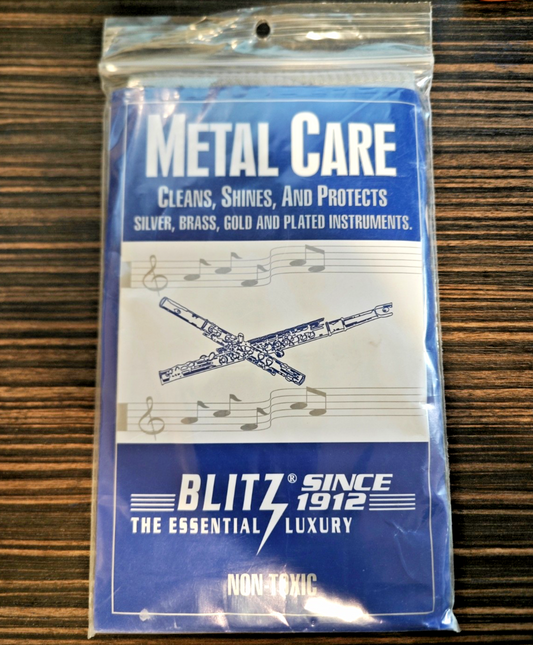 METAL CARE
CLEANS, SHINES, AND PROTECTS
SILVER, BRASS, GOLD AND PLATED INSTRUMENTS.
BLITZ® SINCE
1912
THE ESSENTIAL LUXURY
NON-TOXIC